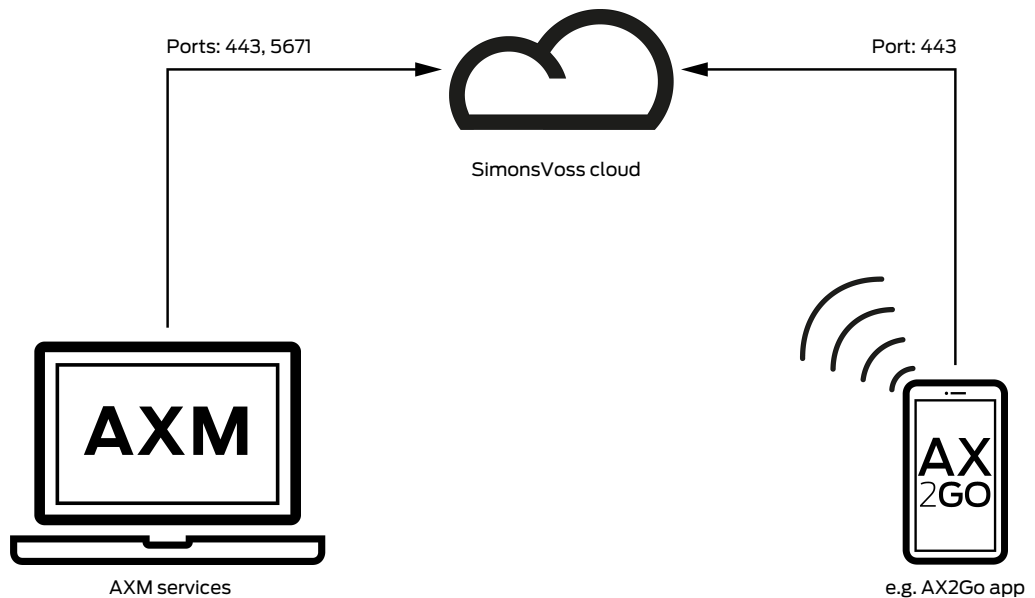 Ports: 443, 5671
Port: 443
SimonsVoss cloud
AXM
AX
2GO
AXM services
e.g. AX2Go app